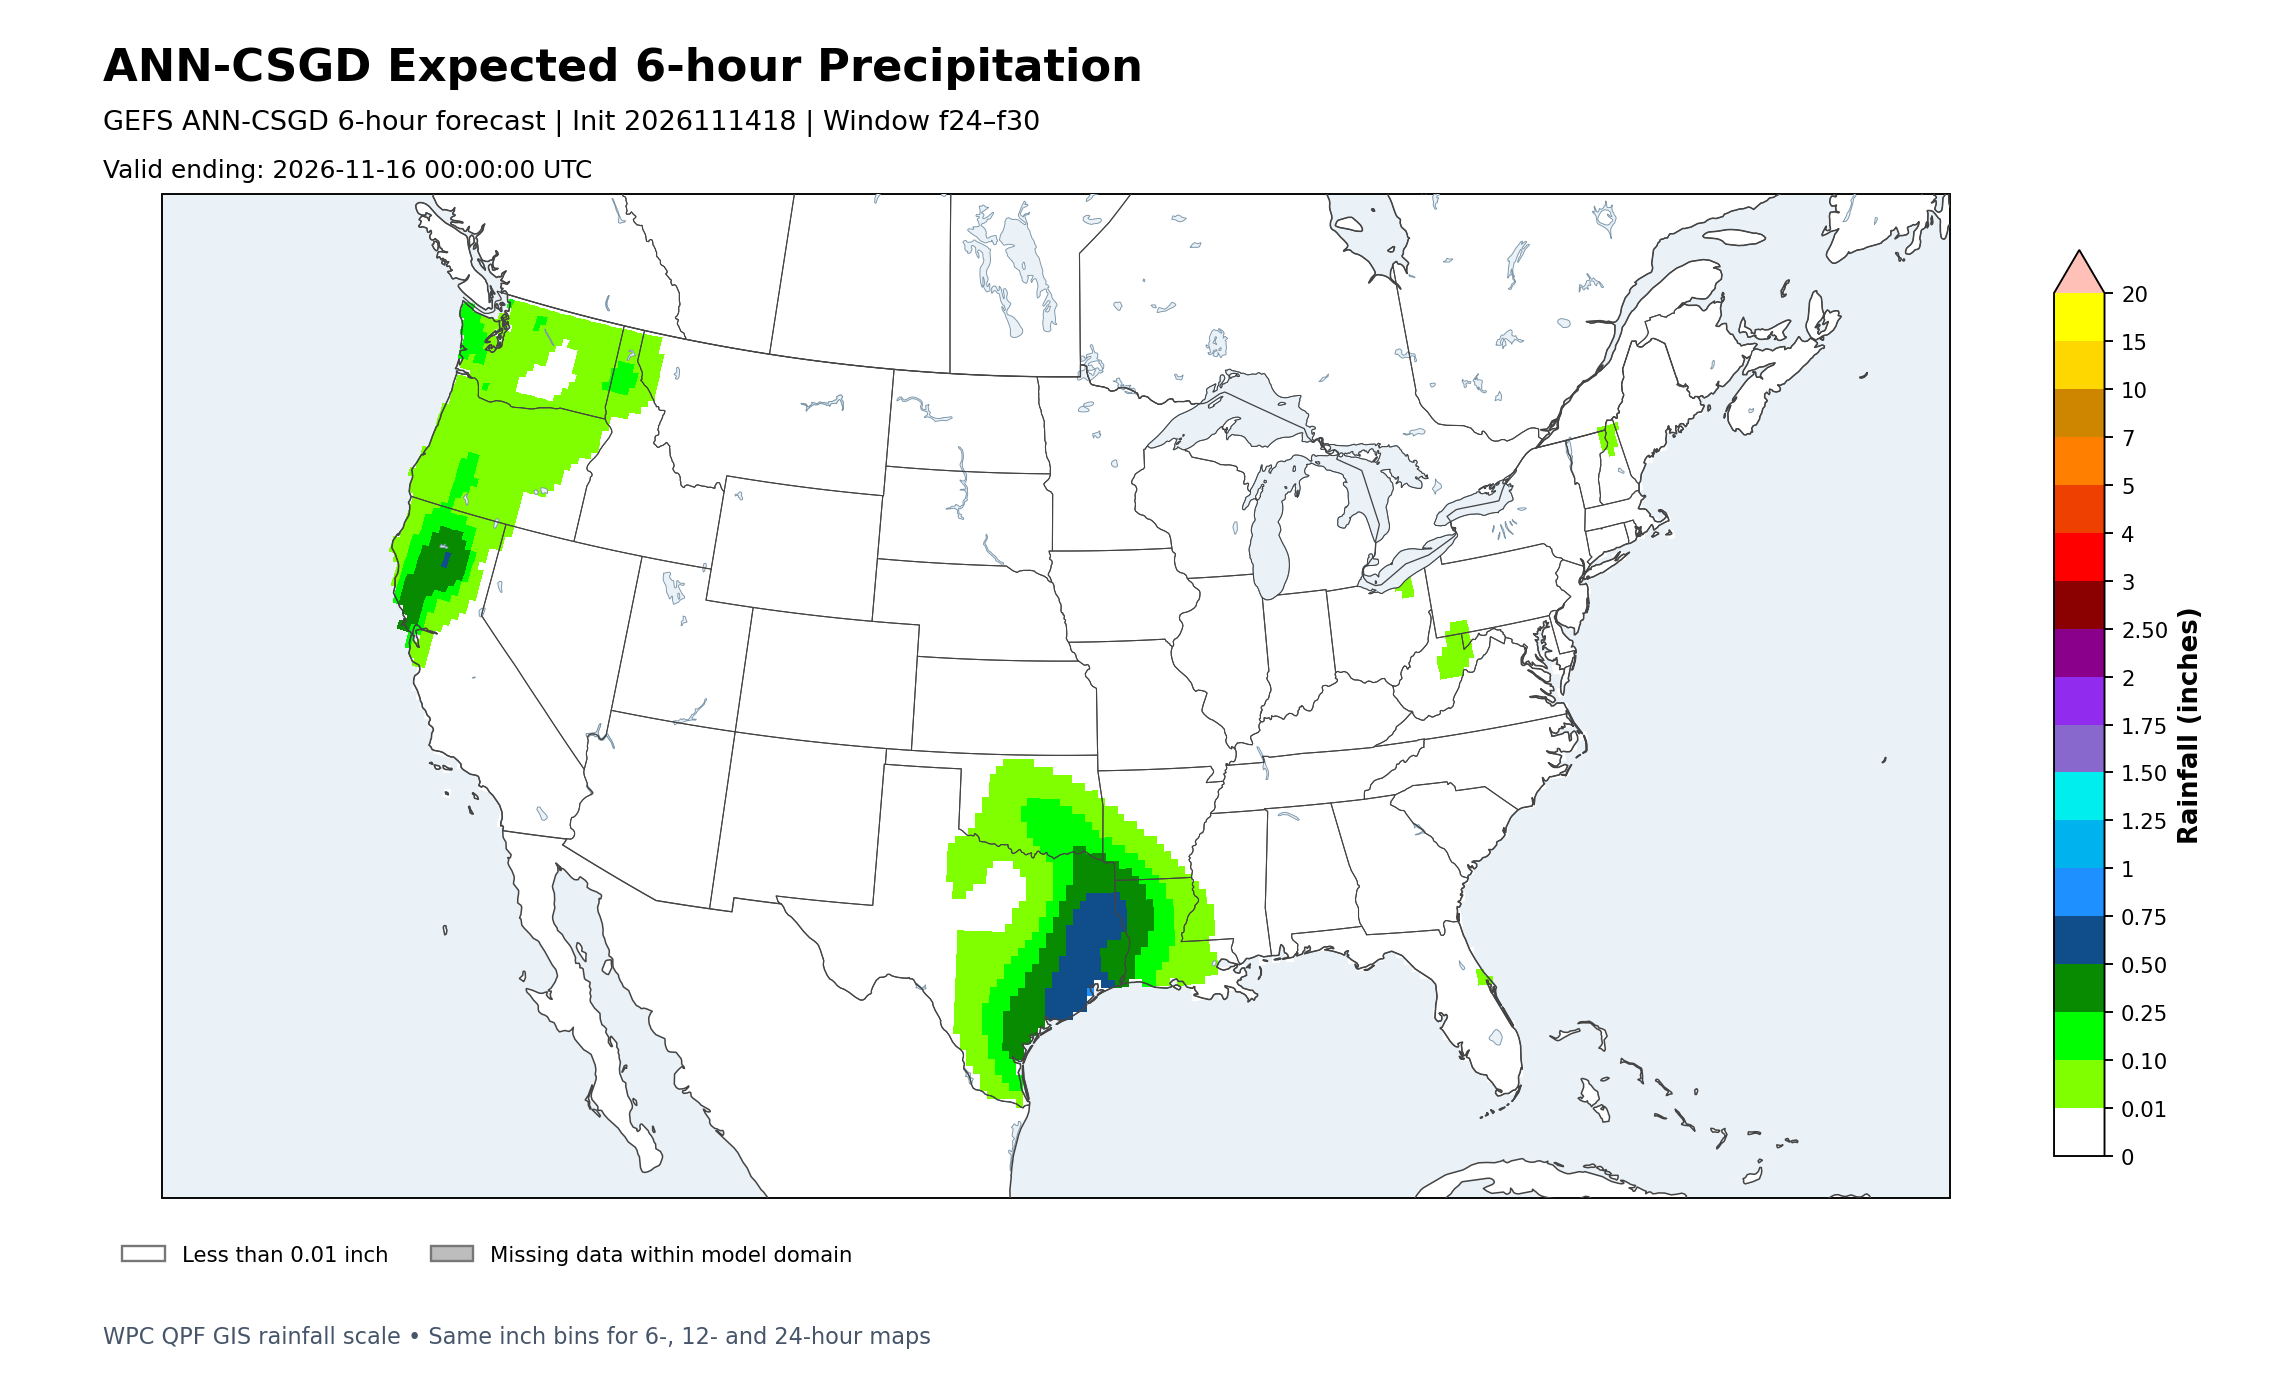 ANN-CSGD Expected 6-hour Precipitation
GEFS ANN-CSGD 6-hour forecast | Init 2026111418 | Window f24–f30
Valid ending: 2026-11-16 00:00:00 UTC
20
15
10
7
5
4
3
2.50
2
1.75
1.50
1.25
1
0.75
0.50
0.25
0.10
0.01
0
Rainfall (inches)
Less than 0.01 inch
Missing data within model domain
WPC QPF GIS rainfall scale • Same inch bins for 6-, 12- and 24-hour maps